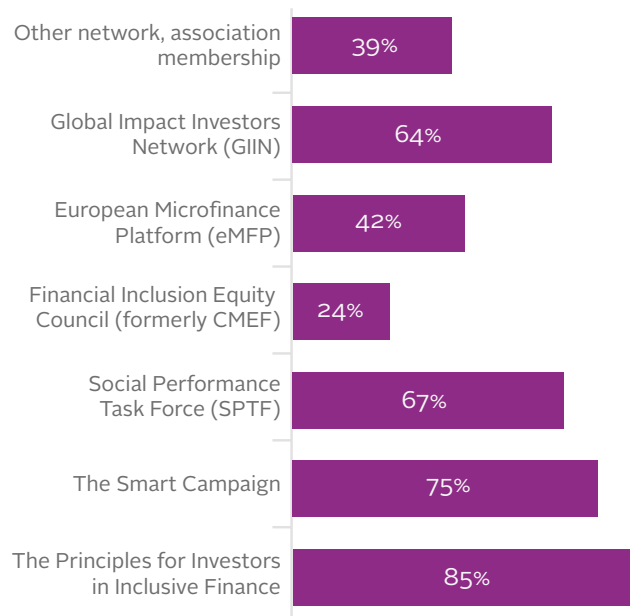 Other network, association
membership
39%
Global Impact Investors
Network (GIIN)
64%
European Microfinance
Platform (eMFP)
42%
Financial Inclusion Equity
Council (formerly CMEF)
24%
Social Performance
Task Force (SPTF)
67%
The Smart Campaign
75%
The Principles for Investors
in Inclusive Finance
85%